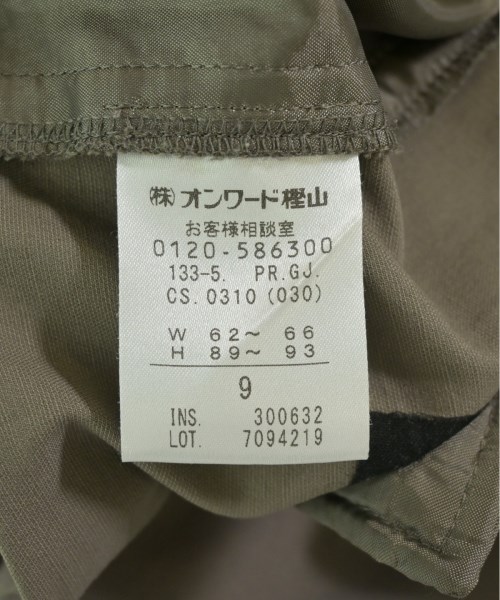 (株)オンワード樫山
お客様相談室
0120-586300
133-5. PR.GJ.
CS.0310(030)
W 62〜 66
H 89〜 93
9
INS. 300632
LOT. 7094219